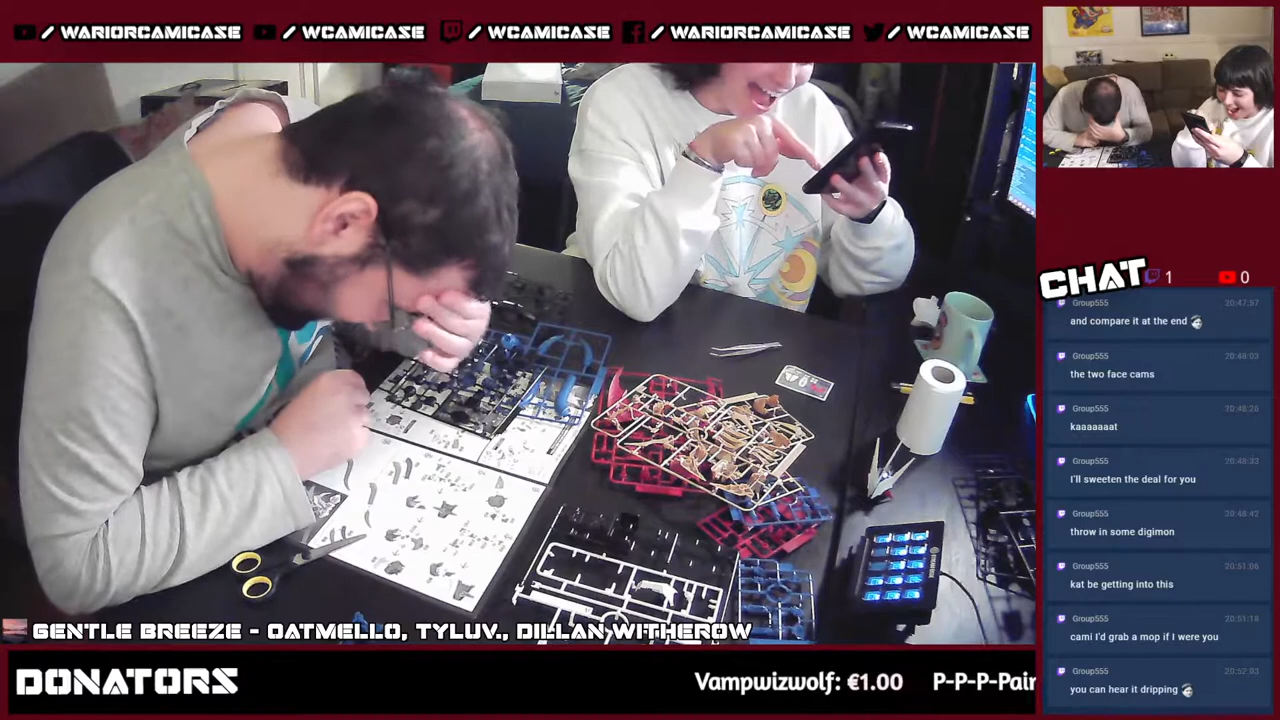 / WARIORCAMICASE / WCAMICASE / WCAMICASE / WARIORCAMICASE / WCAMICASE
CHAT 1 0
Group555 20:47:57
and compare it at the end
Group555 20:48:03
the two face cams
Group555 20:48:26
kaaaaaat
Group555 20:48:33
I'll sweeten the deal for you
Group555 20:48:42
throw in some digimon
Group555 20:51:06
kat be getting into this
Group555 20:51:18
cami I'd grab a mop if I were you
Group555 20:52:03
you can hear it dripping
GENTLE BREEZE - OATMELLO, TYLUV., DILLAN WITHEROW
DONATORS Vampwizwolf: €1.00 P-P-P-Pair